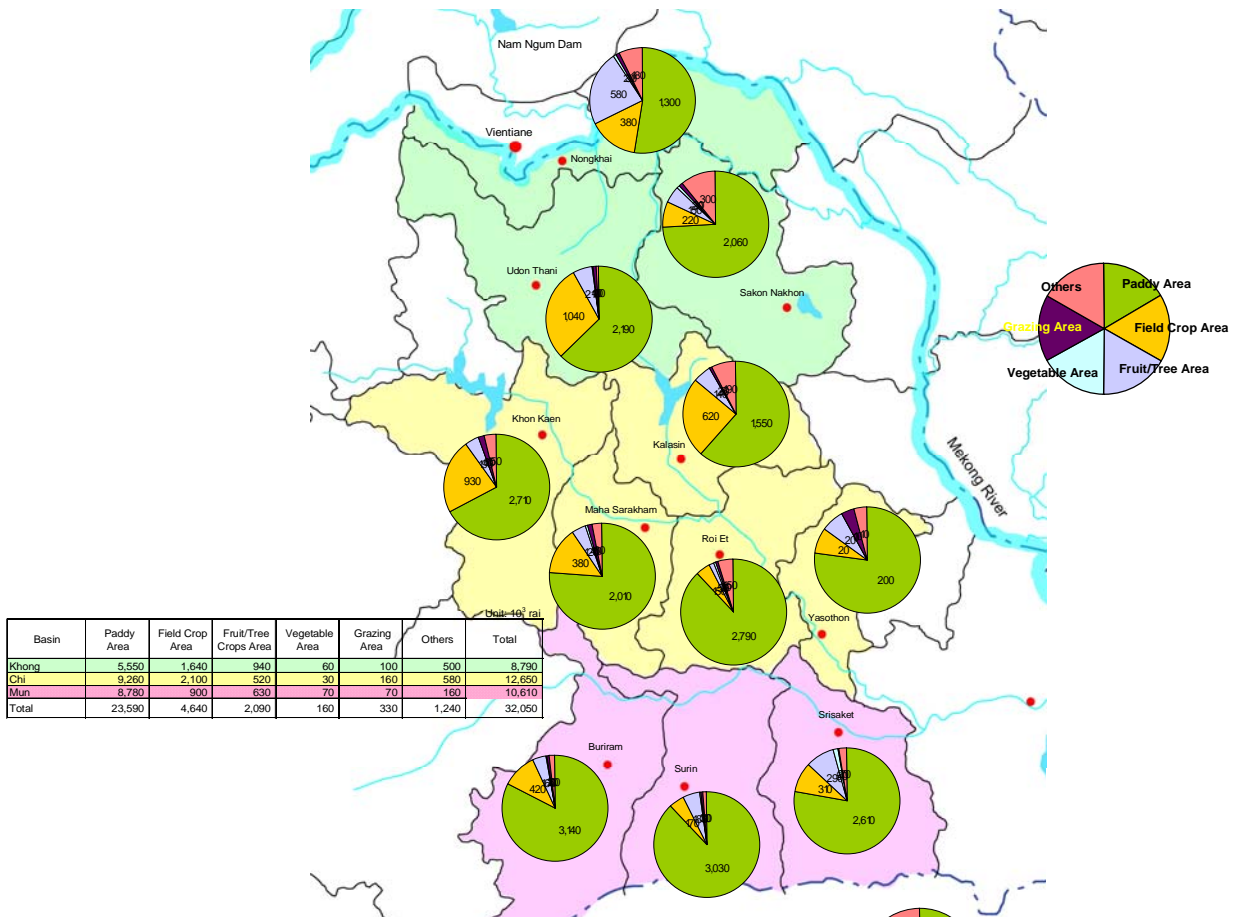 Nam Ngum Dam
1,300
580
380
Vientiane
Nongkhai
300
220
2,060
Udon Thani
Sakon Nakhon
1,040
2,190
Others
Paddy Area
Grazing Area
Field Crop Area
Vegetable Area
Fruit/Tree Area
620
1,550
Khon Kaen
Kalasin
Mekong River
930
2,710
Maha Sarakham
Roi Et
380
2,010
20
20
200
2,790
Yasothon
Unit: 10³ rai
Basin Paddy Area Field Crop Area Fruit/Tree Crops Area Vegetable Area Grazing Area Others Total
Khong 5,550 1,640 940 60 100 500 8,790
Chi 9,260 2,100 520 30 160 580 12,650
Mun 8,780 900 630 70 70 160 10,610
Total 23,590 4,640 2,090 160 330 1,240 32,050
Srisaket
Buriram
Surin
420
3,140
170
3,030
290
310
2,610